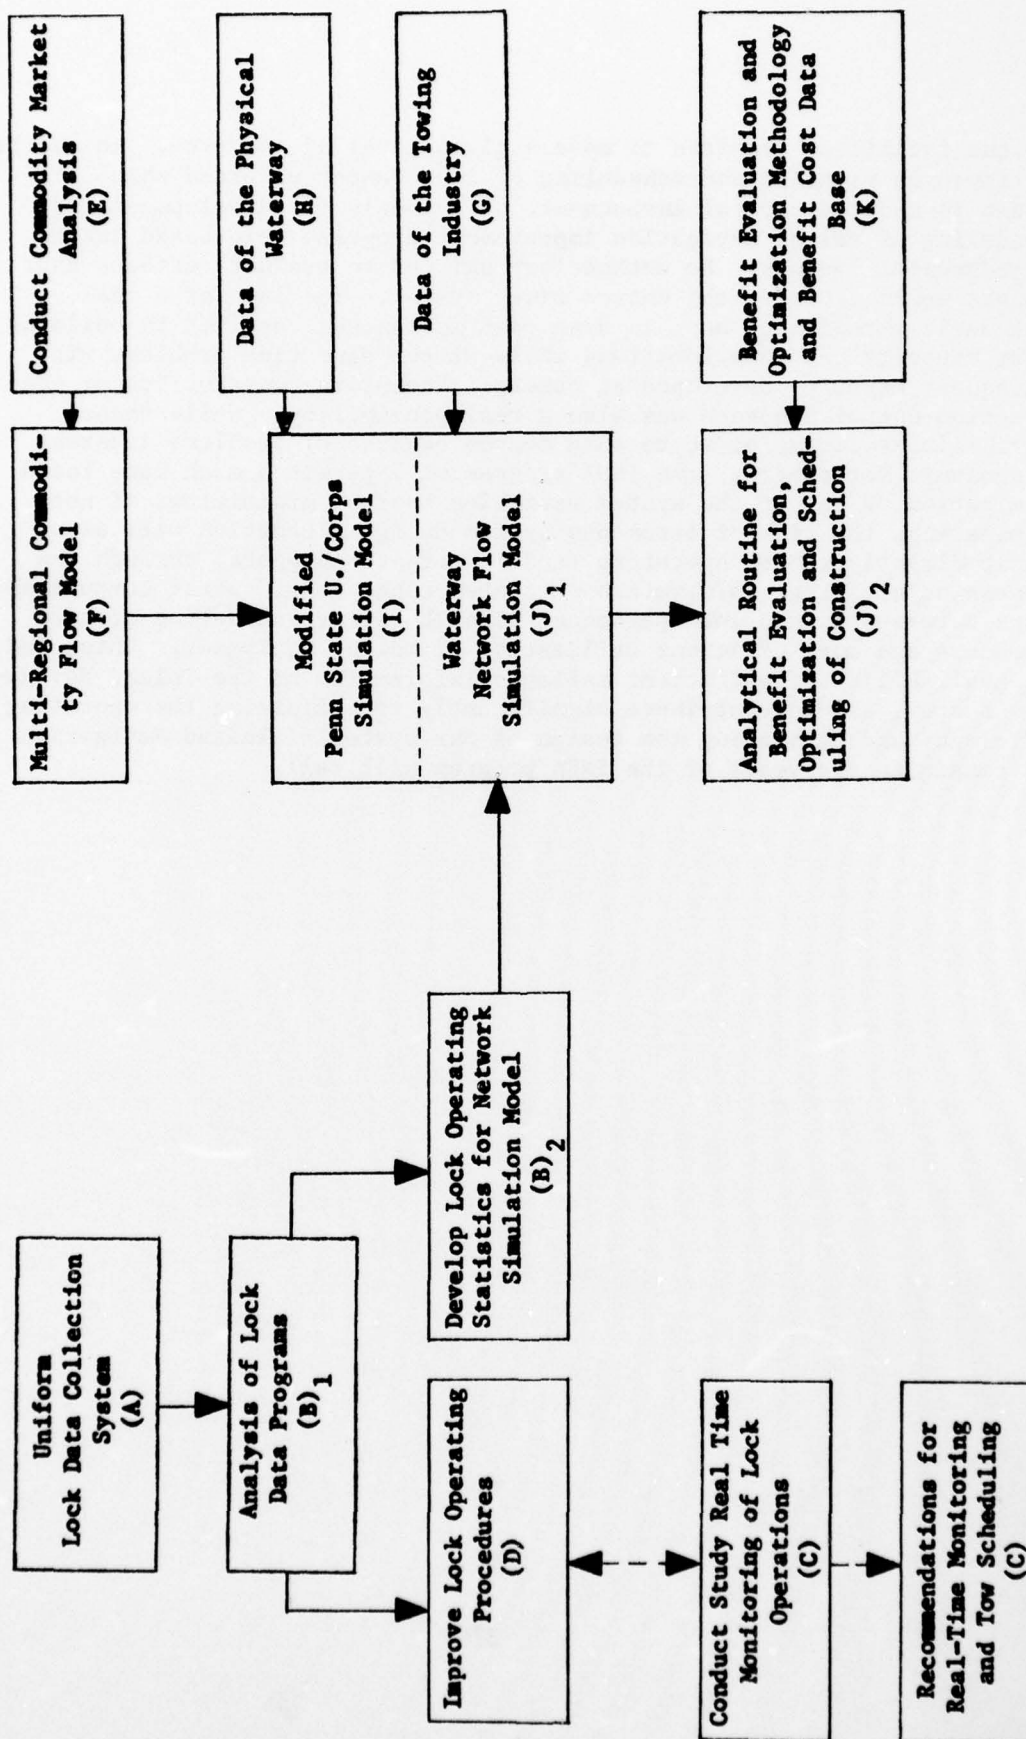 Uniform
Lock Data Collection
System
(A)
Analysis of Lock
Data Programs
(B)1
Improve Lock Operating
Procedures
(D)
Develop Lock Operating
Statistics for Network
Simulation Model
(B)2
Conduct Study Real Time
Monitoring of Lock
Operations
(C)
Recommendations for
Real-Time Monitoring
and Tow Scheduling
(C)
Multi-Regional Commodi-
ty Flow Model
(F)
Conduct Commodity Market
Analysis
(E)
Modified
Penn State U./Corps
Simulation Model
(I)
Waterway
Network Flow
Simulation Model
(J)1
Data of the Physical
Waterway
(H)
Data of the Towing
Industry
(G)
Analytical Routine for
Benefit Evaluation,
Optimization and Sched-
uling of Construction
(J)2
Benefit Evaluation and
Optimization Methodology
and Benefit Cost Data
Base
(K)